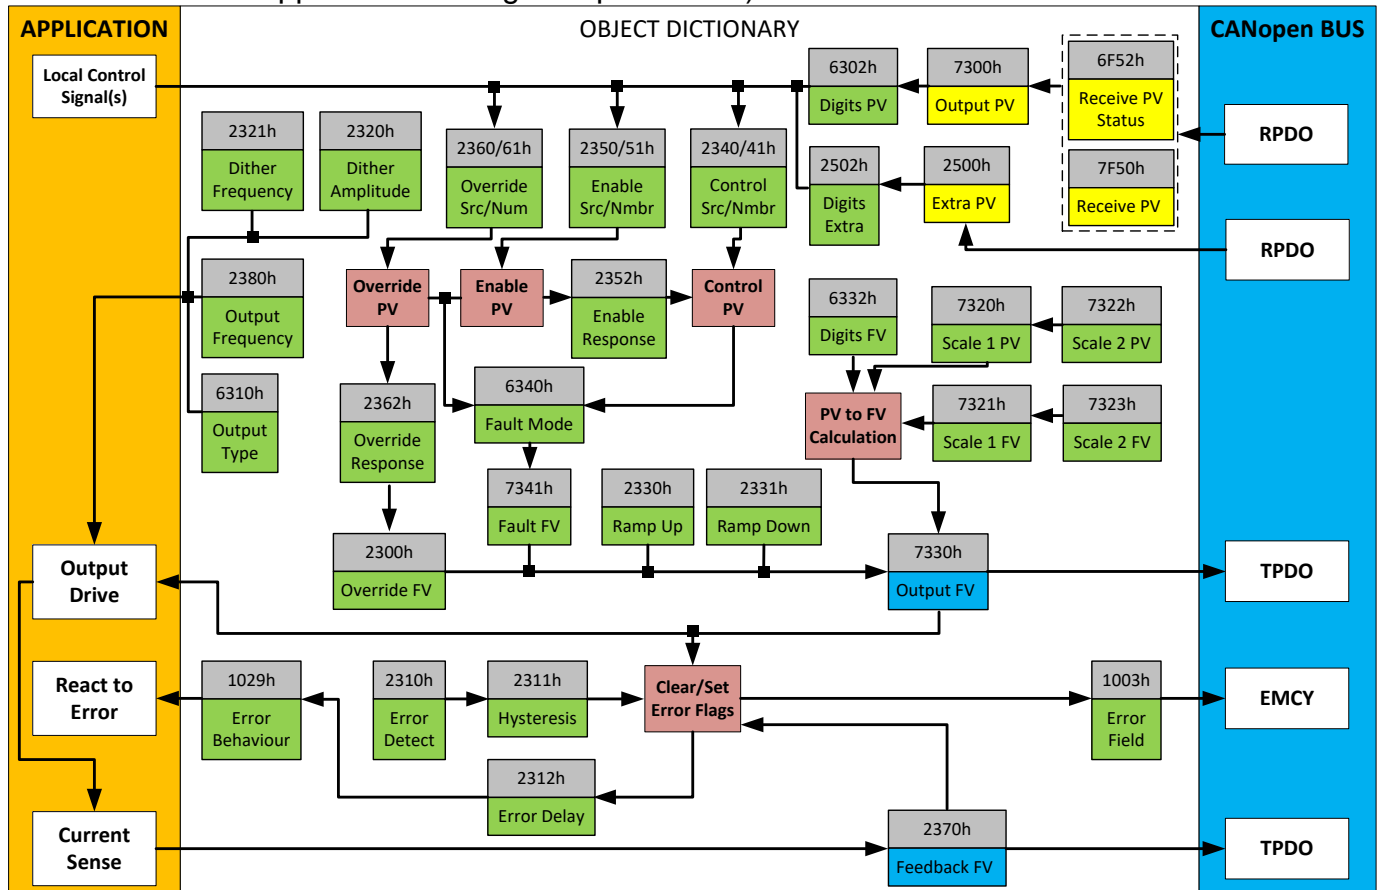 APPLICATION
OBJECT DICTIONARY
CANopen BUS
Local Control
Signal(s)
6302h
Digits PV
7300h
Output PV
6F52h
Receive PV
Status
7F50h
Receive PV
RPDO
2321h
Dither
Frequency
2320h
Dither
Amplitude
2360/61h
Override
Src/Num
2350/51h
Enable
Src/Nmbr
2340/41h
Control
Src/Nmbr
2502h
Digits
Extra
2500h
Extra PV
RPDO
2380h
Output
Frequency
Override
PV
Enable
PV
2352h
Enable
Response
Control
PV
6332h
Digits FV
7320h
Scale 1 PV
7322h
Scale 2 PV
6310h
Output
Type
2362h
Override
Response
6340h
Fault Mode
PV to FV
Calculation
7321h
Scale 1 FV
7323h
Scale 2 FV
7341h
Fault FV
2330h
Ramp Up
2331h
Ramp Down
Output
Drive
2300h
Override FV
7330h
Output FV
TPDO
React to
Error
1029h
Error
Behaviour
2310h
Error
Detect
2311h
Hysteresis
Clear/Set
Error Flags
1003h
Error
Field
EMCY
2312h
Error Delay
Current
Sense
2370h
Feedback FV
TPDO